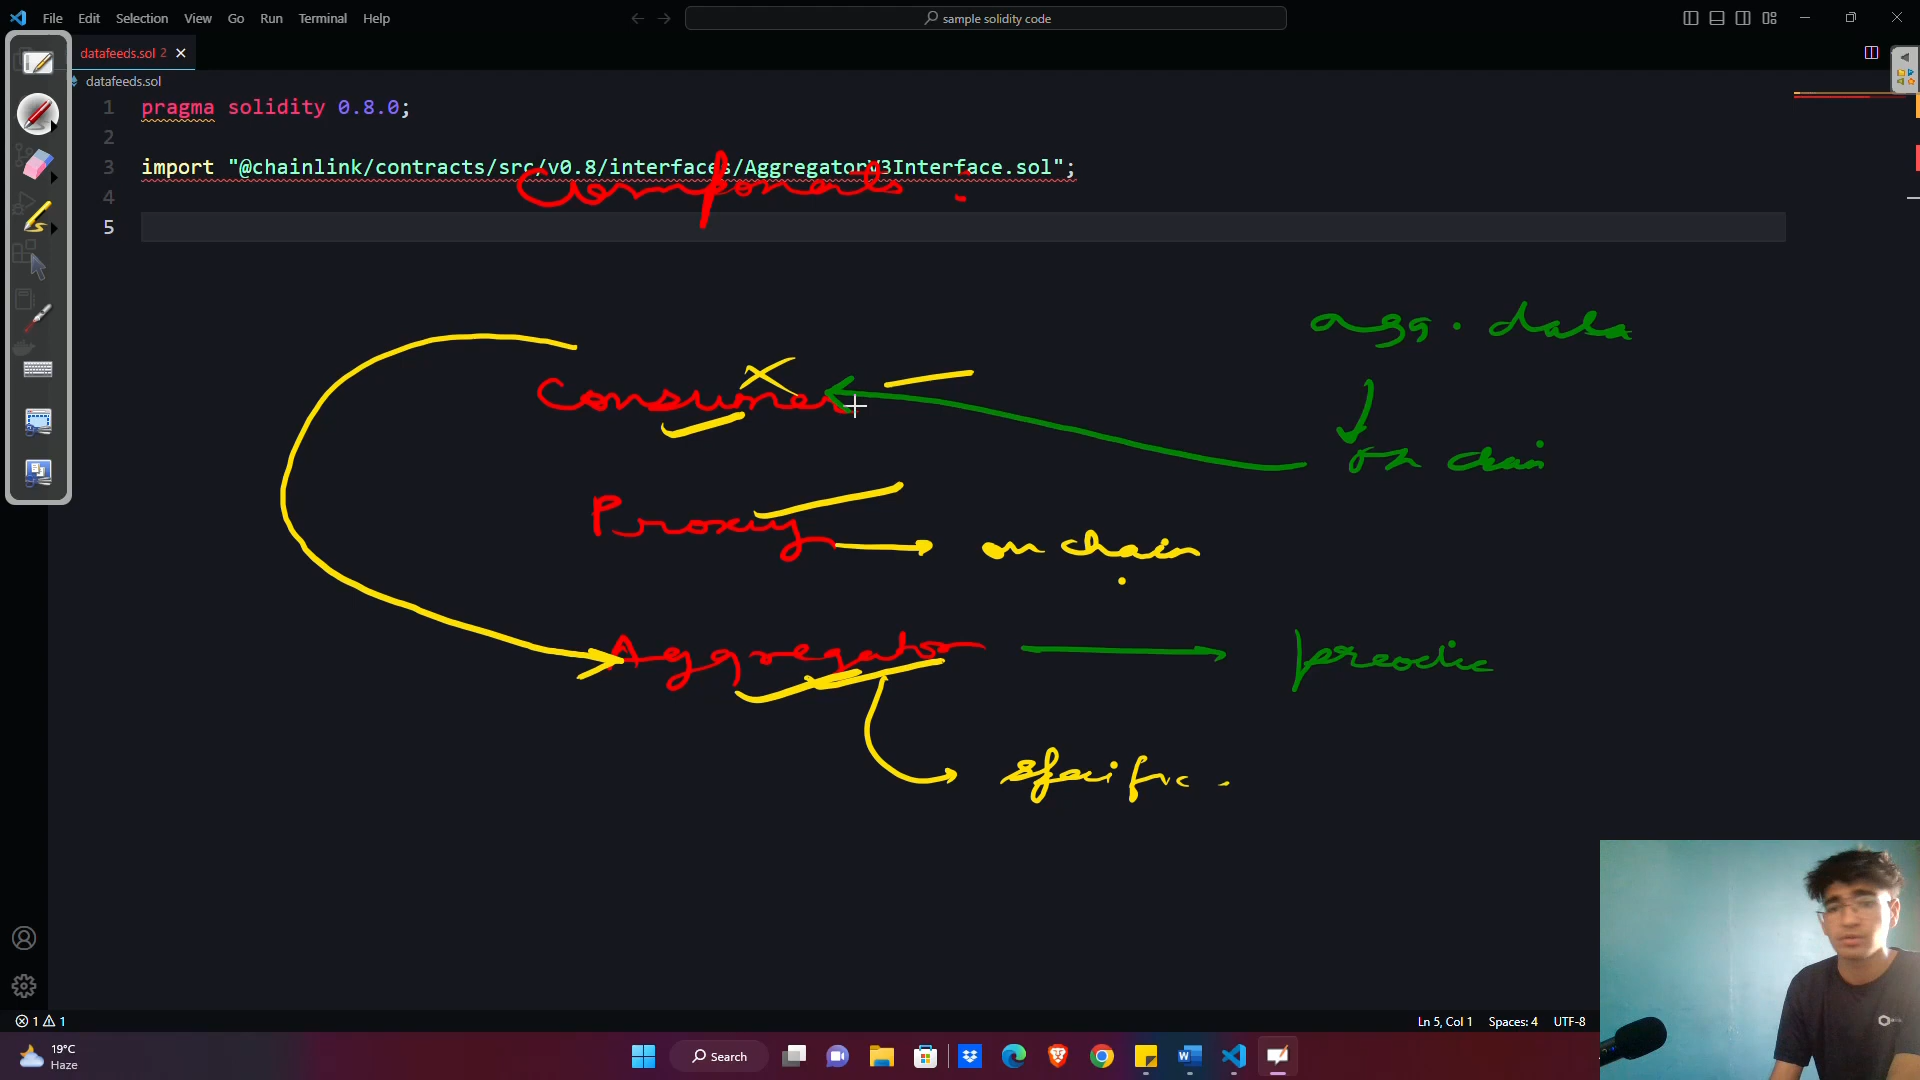 File Edit Selection View Go Run Terminal Help
sample solidity code
datafeeds.sol 2
datafeeds.sol
1 pragma solidity 0.8.0;
2
3 import "@chainlink/contracts/src/v0.8/interfaces/AggregatorV3Interface.sol";
4
5
Components :
agg. data
Consumer
on chain
Proxy
on chain
Aggregator
specific .
1 1
Ln 5, Col 1 Spaces: 4 UTF-8
19°C
Haze
Search